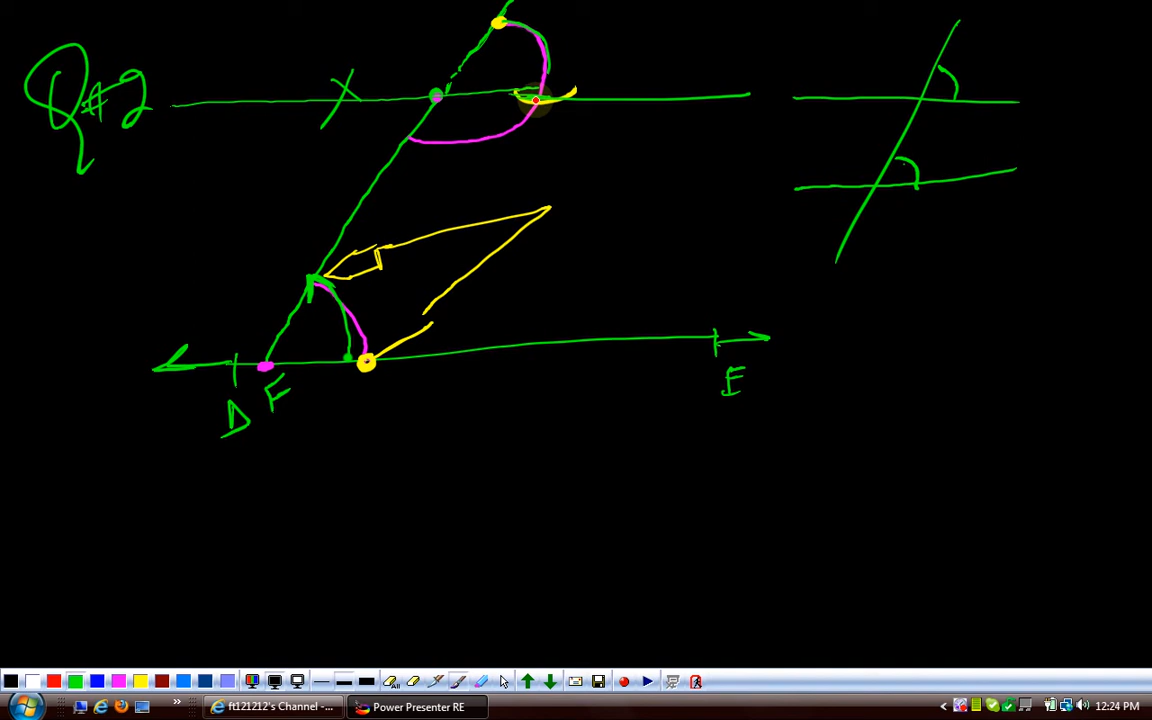 Q#2
D F
E
ft121212's Channel -...
Power Presenter RE
12:24 PM